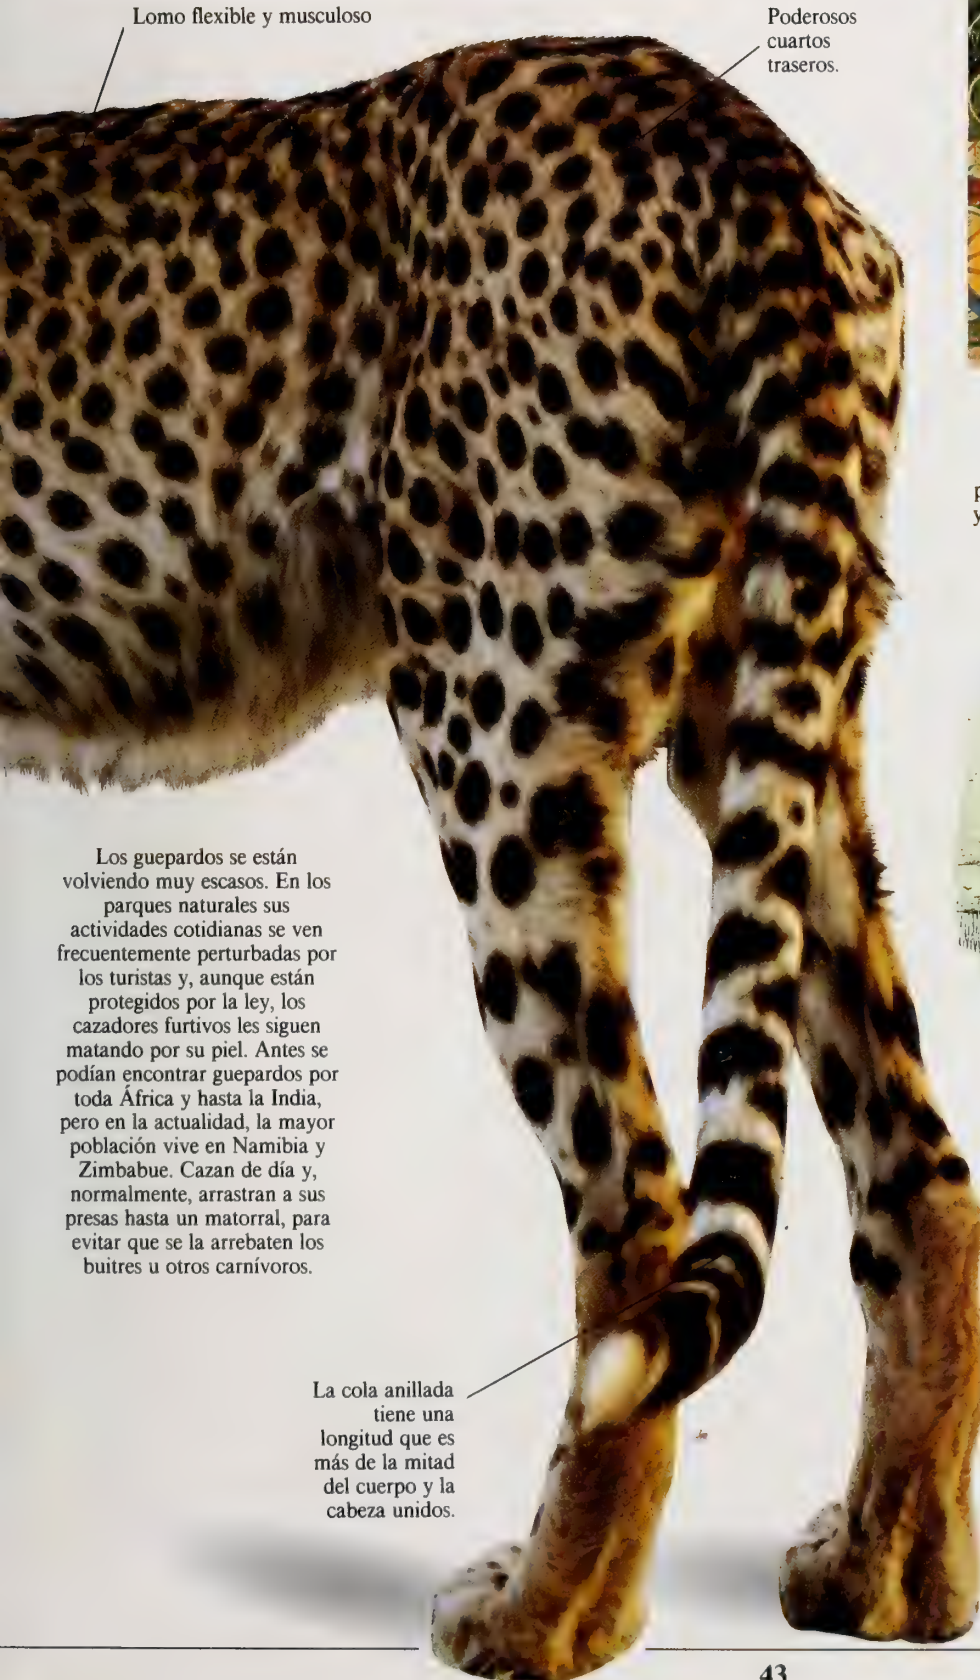 Lomo flexible y musculoso
Poderosos
cuartos
traseros.
Los guepardos se están
volviendo muy escasos. En los
parques naturales sus
actividades cotidianas se ven
frecuentemente perturbadas por
los turistas y, aunque están
protegidos por la ley, los
cazadores furtivos les siguen
matando por su piel. Antes se
podían encontrar guepardos por
toda África y hasta la India,
pero en la actualidad, la mayor
población vive en Namibia y
Zimbabue. Cazan de día y,
normalmente, arrastran a sus
presas hasta un matorral, para
evitar que se la arrebaten los
buitres u otros carnívoros.
La cola anillada
tiene una
longitud que es
más de la mitad
del cuerpo y la
cabeza unidos.
43